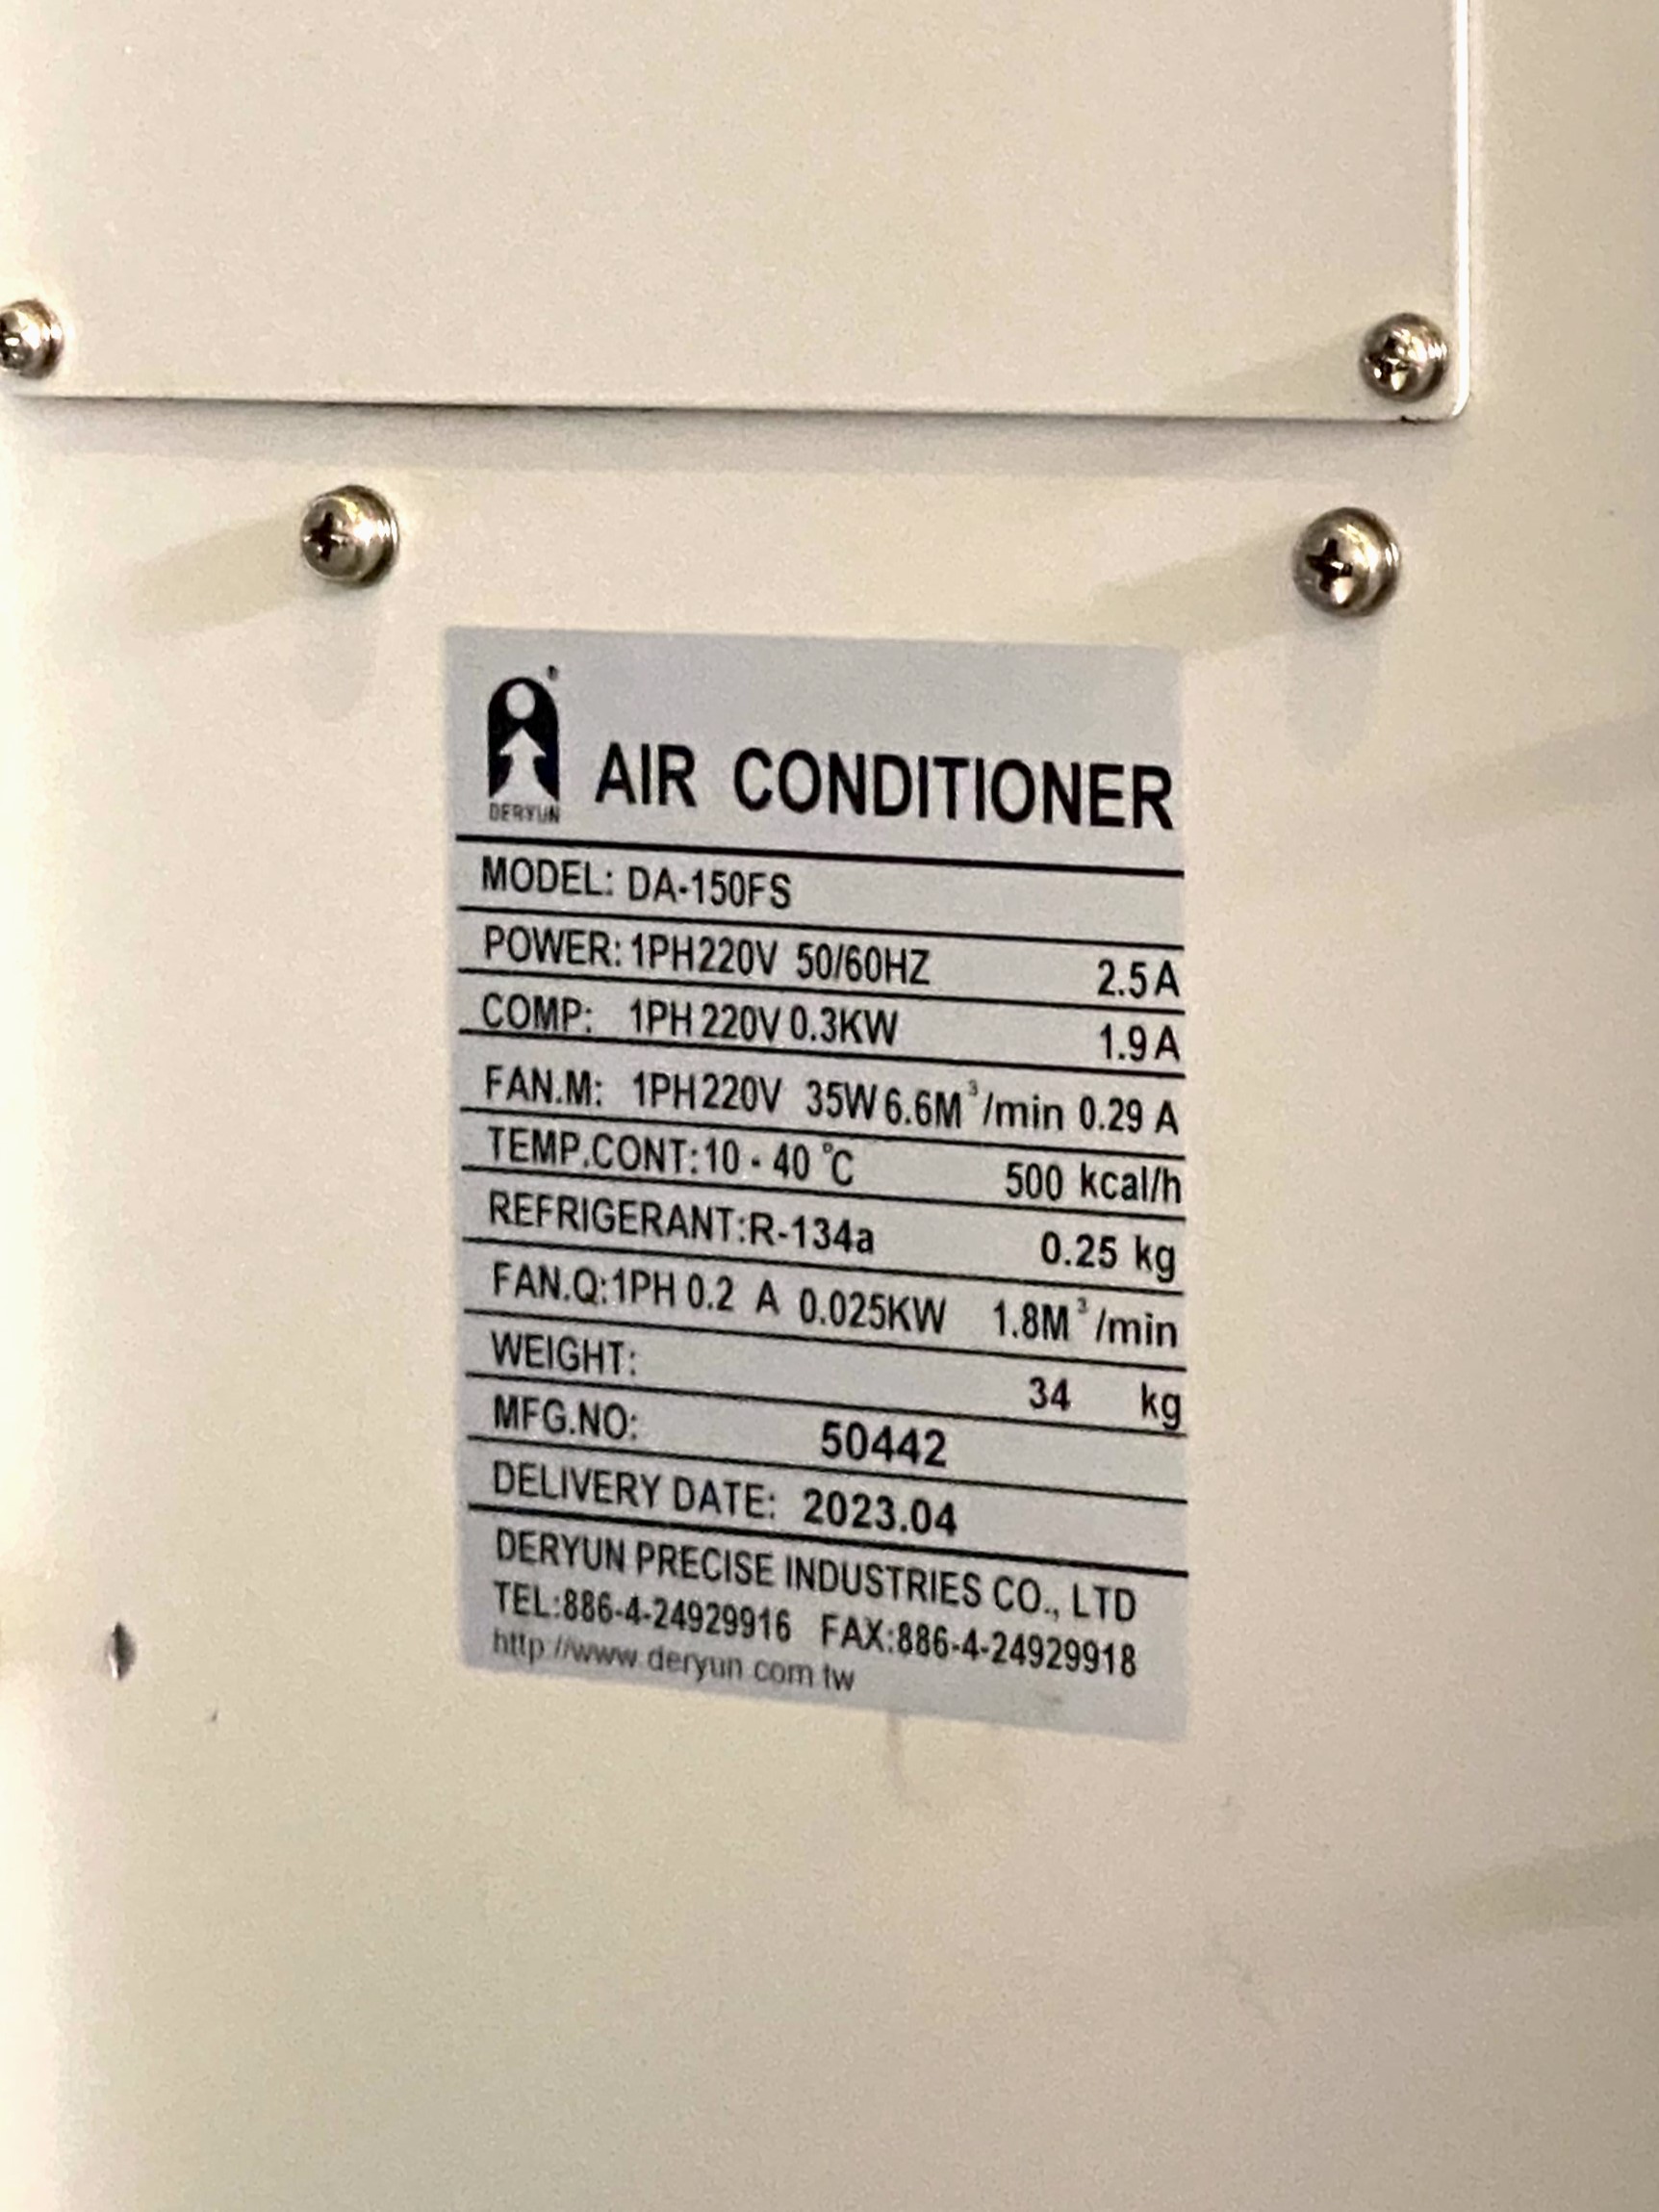 ®
DERYUN
AIR CONDITIONER
MODEL: DA-150FS
POWER: 1PH220V 50/60HZ 2.5A
COMP: 1PH 220V 0.3KW 1.9A
FAN.M: 1PH220V 35W 6.6M³/min 0.29 A
TEMP.CONT:10 - 40 ℃ 500 kcal/h
REFRIGERANT:R-134a 0.25 kg
FAN.Q:1PH 0.2 A 0.025KW 1.8M³/min
WEIGHT: 34 kg
MFG.NO: 50442
DELIVERY DATE: 2023.04
DERYUN PRECISE INDUSTRIES CO., LTD
TEL:886-4-24929916 FAX:886-4-24929918
http://www.deryun.com.tw